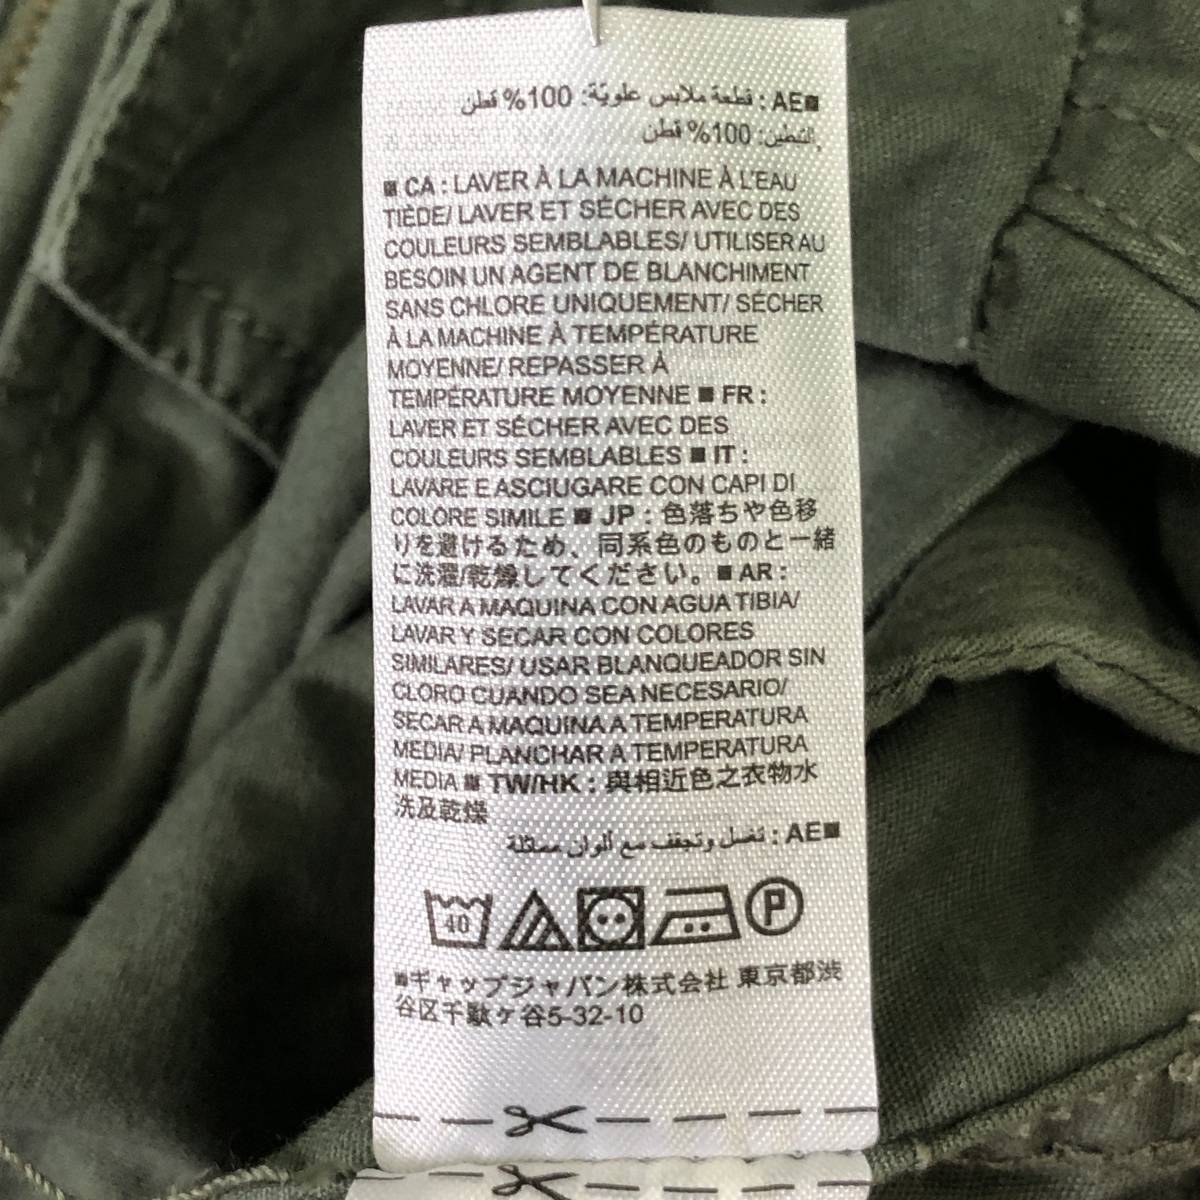 AE■ : قطعة ملابس علويّة: 100% قطن
التبطين: 100% قطن
■ CA : LAVER À LA MACHINE À L'EAU
TIÈDE/ LAVER ET SÉCHER AVEC DES
COULEURS SEMBLABLES/ UTILISER AU
BESOIN UN AGENT DE BLANCHIMENT
SANS CHLORE UNIQUEMENT/ SÉCHER
À LA MACHINE À TEMPÉRATURE
MOYENNE/ REPASSER À
TEMPÉRATURE MOYENNE ■ FR :
LAVER ET SÉCHER AVEC DES
COULEURS SEMBLABLES ■ IT :
LAVARE E ASCIUGARE CON CAPI DI
COLORE SIMILE ■ JP : 色落ちや色移
りを避けるため、同系色のものと一緒
に洗濯/乾燥してください。■ AR :
LAVAR A MAQUINA CON AGUA TIBIA/
LAVAR Y SECAR CON COLORES
SIMILARES/ USAR BLANQUEADOR SIN
CLORO CUANDO SEA NECESARIO/
SECAR A MAQUINA A TEMPERATURA
MEDIA/ PLANCHAR A TEMPERATURA
MEDIA ■ TW/HK : 與相近色之衣物水
洗及乾燥
AE■ : تغسل وتجفف مع ألوان مماثلة
40 P
■ギャップジャパン株式会社 東京都渋
谷区千駄ケ谷5-32-10